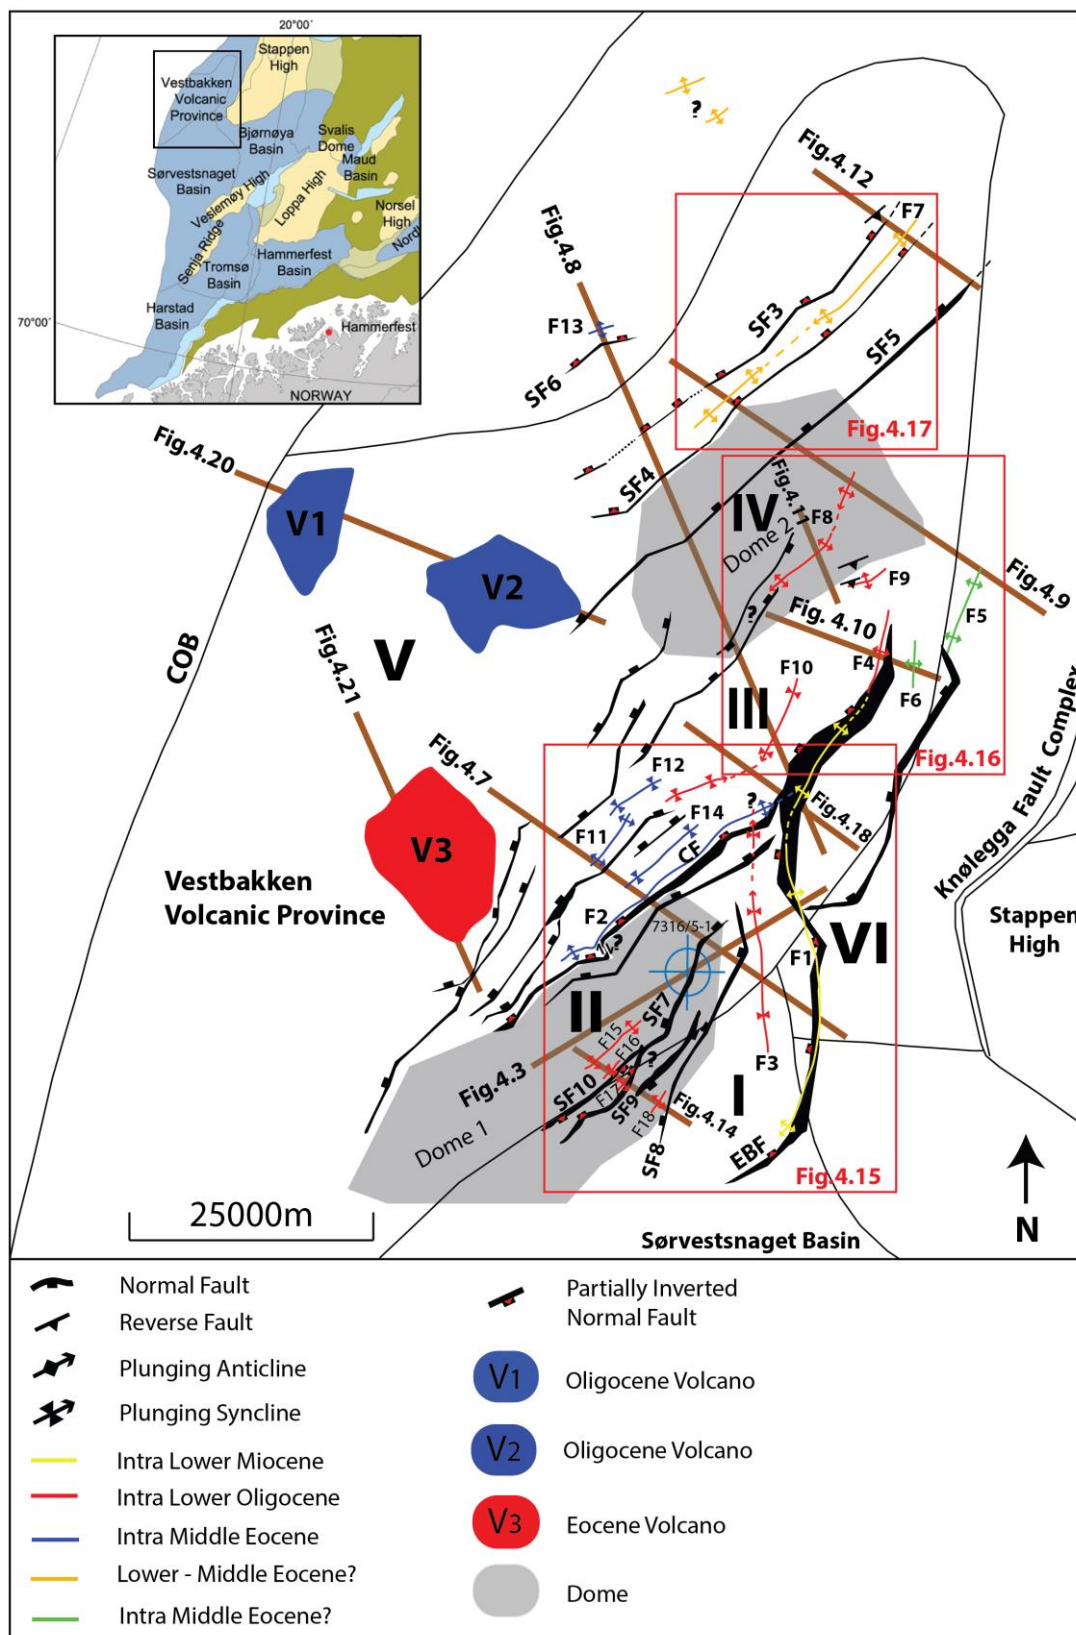 20°00'
Stappen
High
Vestbakken
Volcanic
Province
Bjørnøya
Basin
Svalis
Dome
Maud
Basin
Sørvestsnaget
Basin
Veslemøy High
Loppa High
Norsel
High
Nord
Senja Ridge
Tromsø
Basin
Hammerfest
Basin
Harstad
Basin
70°00'
Hammerfest
NORWAY
?
Fig.4.12
F7
Fig.4.8
F13
SF3
SF6
SF5
Fig.4.17
Fig.4.20
SF4
V1
IV
Fig.4.11
F8
Dome 2
V2
F9
Fig.4.9
?
Fig.4.10
F5
COB
V
Fig.4.21
F10
F4
F6
III
Fig.4.16
Knølegga Fault Complex
Fig.4.7
F12
?
F14
Fig.4.18
F11
CF
V3
Vestbakken
Volcanic Province
F2
?
7316/5-1
F1
VI
Stappen
High
II
SF7
F15
F16
?
F3
Fig.4.3
SF10
F17
SF9
F18
Fig.4.14
I
Dome 1
SF8
EBF
Fig.4.15
25000m
N
Sørvestsnaget Basin
Normal Fault
Reverse Fault
Plunging Anticline
Plunging Syncline
Intra Lower Miocene
Intra Lower Oligocene
Intra Middle Eocene
Lower - Middle Eocene?
Intra Middle Eocene?
Partially Inverted
Normal Fault
V1 Oligocene Volcano
V2 Oligocene Volcano
V3 Eocene Volcano
Dome